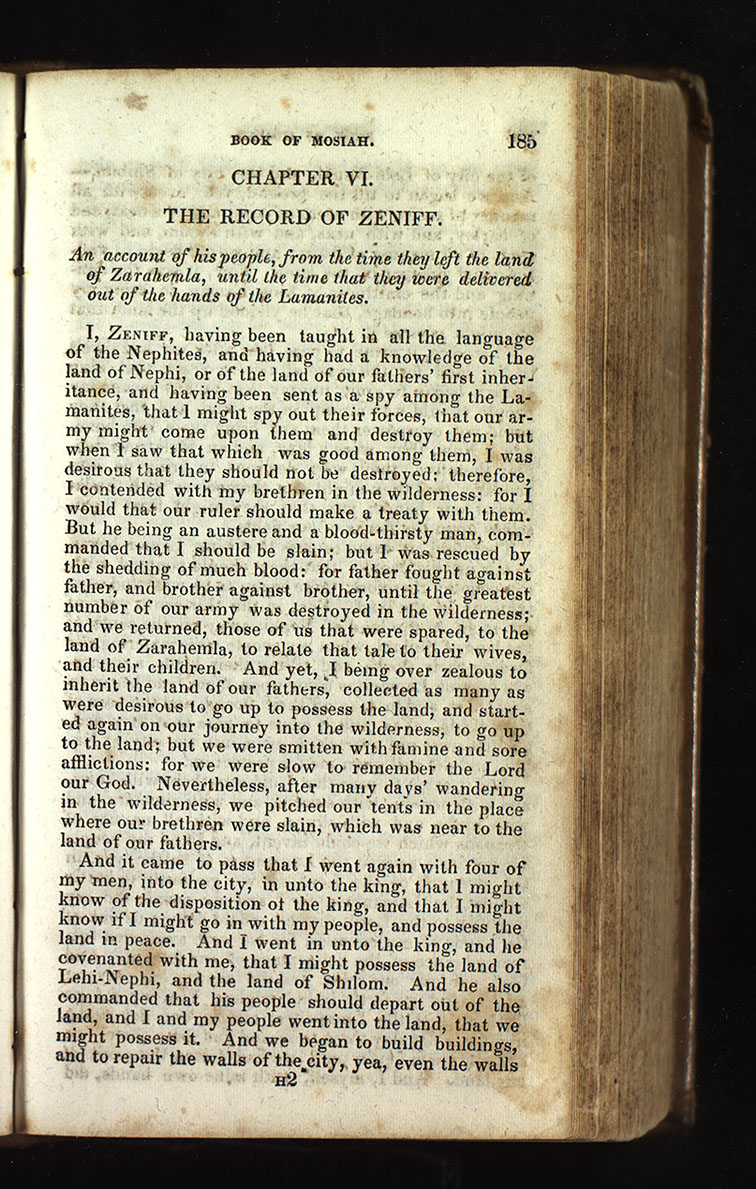 BOOK OF MOSIAH. 185
CHAPTER VI.
THE RECORD OF ZENIFF.
An account of his people, from the time they left the land
of Zarahemla, until the time that they were delivered
out of the hands of the Lamanites.
I, ZENIFF, having been taught in all the language
of the Nephites, and having had a knowledge of the
land of Nephi, or of the land of our fathers' first inher-
itance, and having been sent as a spy among the La-
manites, that I might spy out their forces, that our ar-
my might come upon them and destroy them; but
when I saw that which was good among them, I was
desirous that they should not be destroyed: therefore,
I contended with my brethren in the wilderness: for I
would that our ruler should make a treaty with them.
But he being an austere and a blood-thirsty man, com-
manded that I should be slain; but I was rescued by
the shedding of much blood: for father fought against
father, and brother against brother, until the greatest
number of our army was destroyed in the wilderness;
and we returned, those of us that were spared, to the
land of Zarahemla, to relate that tale to their wives,
and their children. And yet, I being over zealous to
inherit the land of our fathers, collected as many as
were desirous to go up to possess the land, and start-
ed again on our journey into the wilderness, to go up
to the land; but we were smitten with famine and sore
afflictions: for we were slow to remember the Lord
our God. Nevertheless, after many days' wandering
in the wilderness, we pitched our tents in the place
where our brethren were slain, which was near to the
land of our fathers.
And it came to pass that I went again with four of
my men, into the city, in unto the king, that I might
know of the disposition of the king, and that I might
know if I might go in with my people, and possess the
land in peace. And I went in unto the king, and he
covenanted with me, that I might possess the land of
Lehi-Nephi, and the land of Shilom. And he also
commanded that his people should depart out of the
land, and I and my people went into the land, that we
might possess it. And we began to build buildings,
and to repair the walls of the city, yea, even the walls
H2